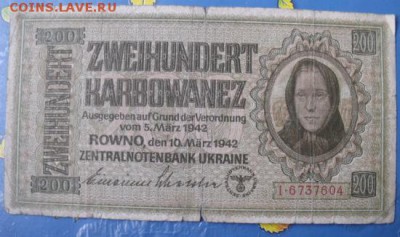 COINS.LAVE.RU
200
ZWEIHUNDERT
KARBOWANEZ
Ausgegeben auf Grund der Verordnung
vom 5. März 1942
ROWNO, den 10. März 1942
ZENTRALNOTENBANK UKRAINE
ZWEIHUNDERT
200
200
200
I·6737604